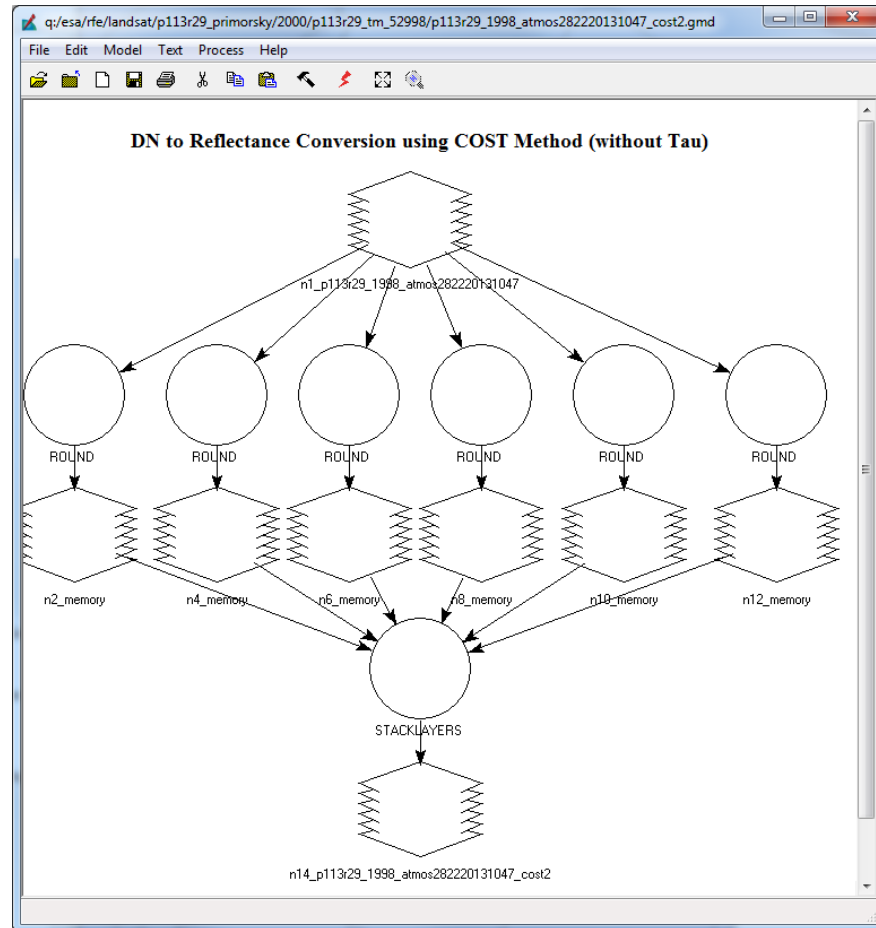 q:/esa/rfe/landsat/p113r29_primorsky/2000/p113r29_tm_52998/p113r29_1998_atmos282220131047_cost2.gmd
File Edit Model Text Process Help
DN to Reflectance Conversion using COST Method (without Tau)
n1_p113r29_1998_atmos282220131047
ROUND ROUND ROUND ROUND ROUND ROUND
n2_memory n4_memory n6_memory n8_memory n10_memory n12_memory
STACKLAYERS
n14_p113r29_1998_atmos282220131047_cost2